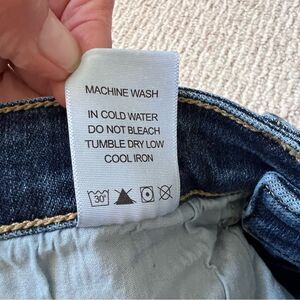 MACHINE WASH
IN COLD WATER
DO NOT BLEACH
TUMBLE DRY LOW
COOL IRON
30°